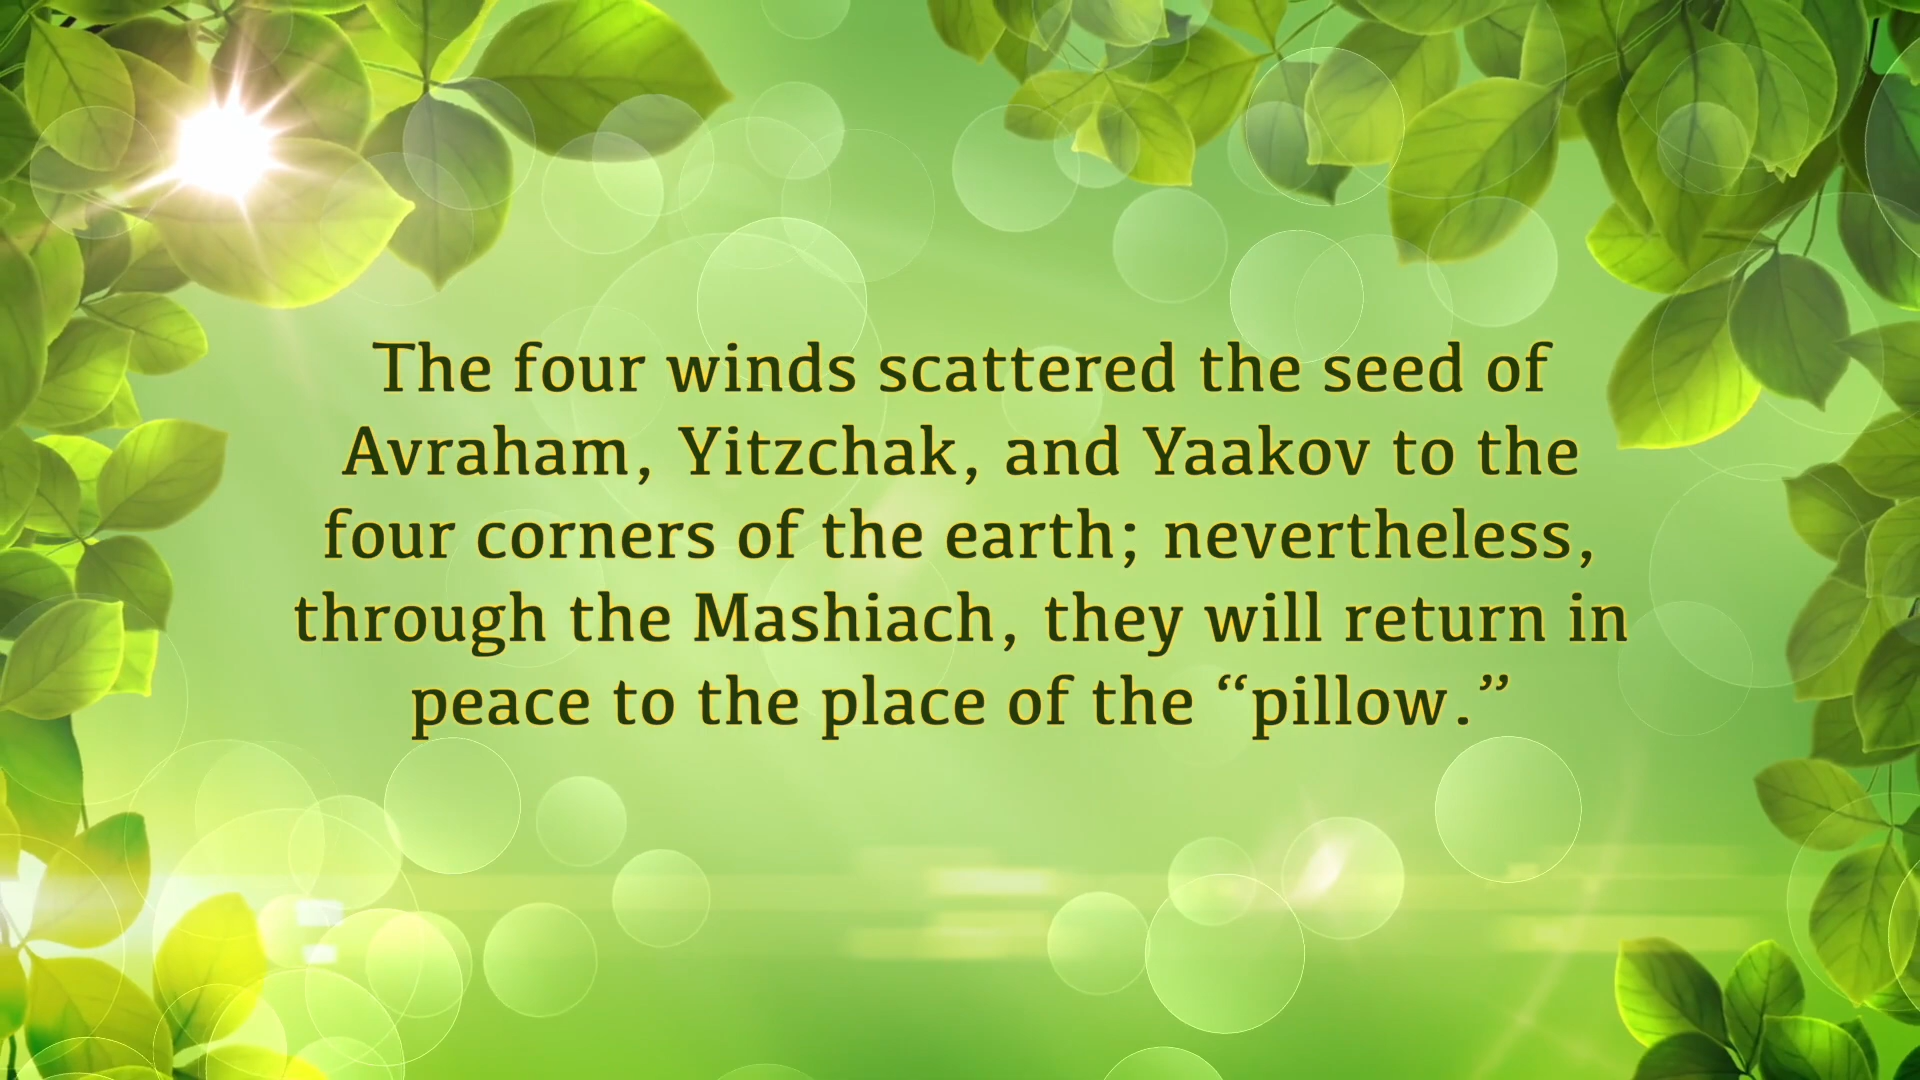 The four winds scattered the seed of
Avraham, Yitzchak, and Yaakov to the
four corners of the earth; nevertheless,
through the Mashiach, they will return in
peace to the place of the “pillow.”